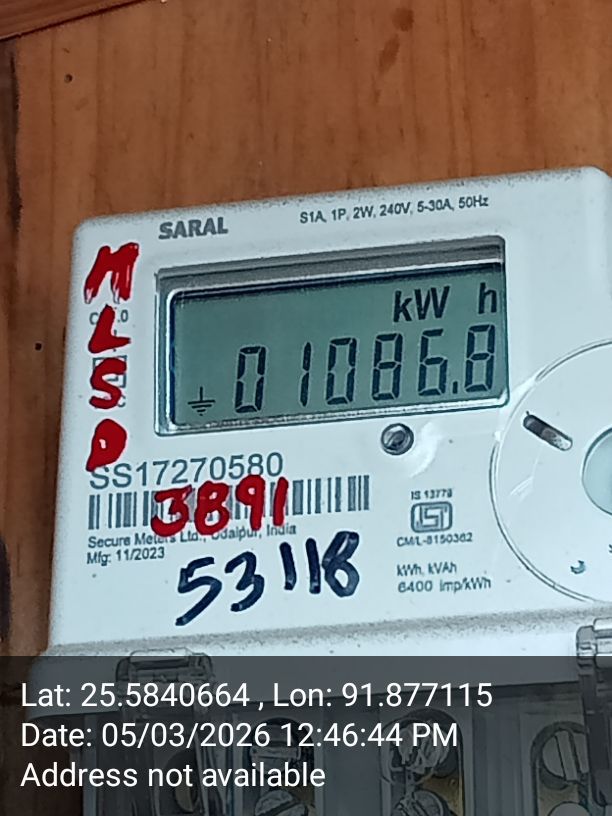 SARAL
S1A, 1P, 2W, 240V, 5-30A, 50Hz
M
L
S
D
kW h
01086.8
SS17270580
3891
Secure Meters Ltd., Udaipur, India
Mfg: 11/2023
53118
IS 13779
CM/L-8150362
kWh, kVAh
6400 imp/kWh
Lat: 25.5840664 , Lon: 91.877115
Date: 05/03/2026 12:46:44 PM
Address not available